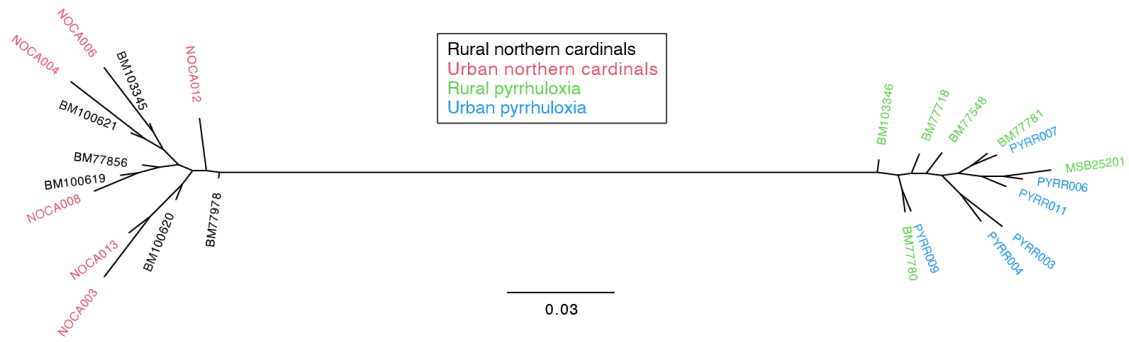 Rural northern cardinals
Urban northern cardinals
Rural pyrrhuloxia
Urban pyrrhuloxia
NOCA006
NOCA004
BM103345
NOCA012
BM100621
BM77856
BM100619
NOCA008
NOCA013
NOCA003
BM100620
BM77978
BM103346
BM77718
BM77548
BM77781
PYRR007
MSB25201
PYRR006
PYRR011
PYRR003
PYRR004
PYRR009
BM77780
0.03